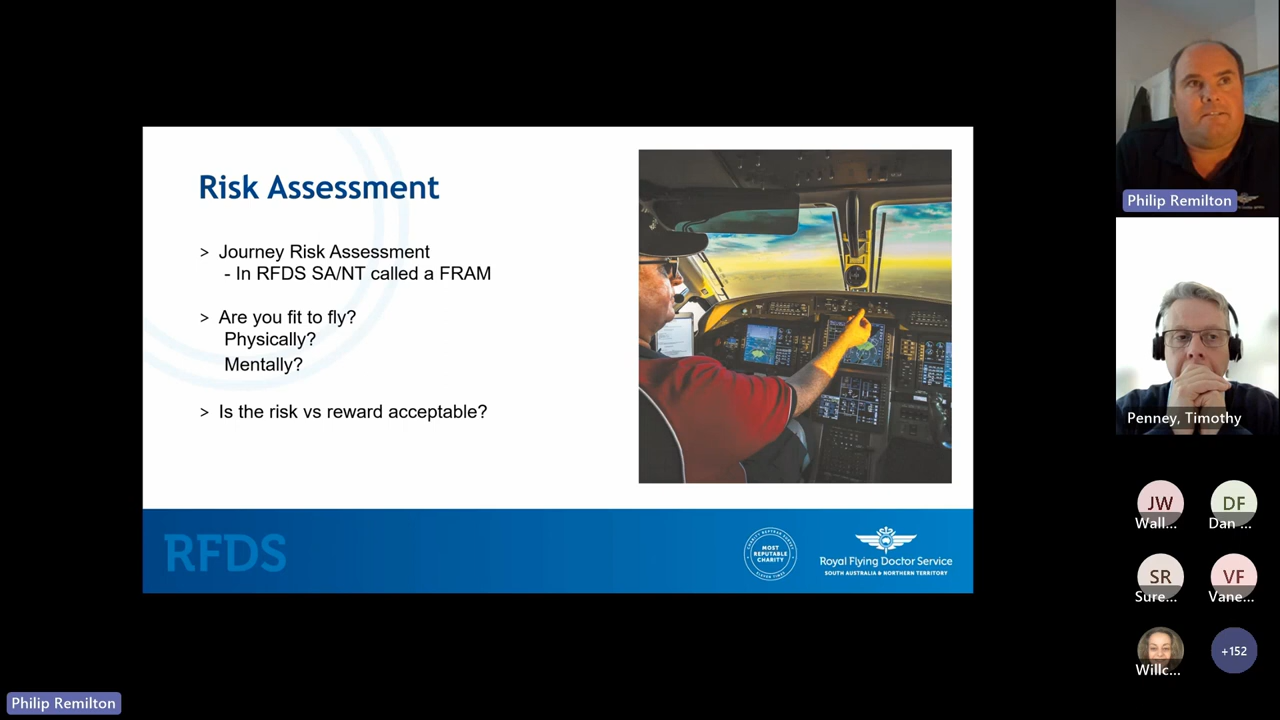 Risk Assessment
> Journey Risk Assessment
- In RFDS SA/NT called a FRAM
> Are you fit to fly?
Physically?
Mentally?
> Is the risk vs reward acceptable?
RFDS
MOST
REPUTABLE
CHARITY
Royal Flying Doctor Service
SOUTH AUSTRALIA & NORTHERN TERRITORY
Philip Remilton
Penney, Timothy
JW
Wall...
DF
Dan ...
SR
Sure...
VF
Vane...
Willc...
+152
Philip Remilton